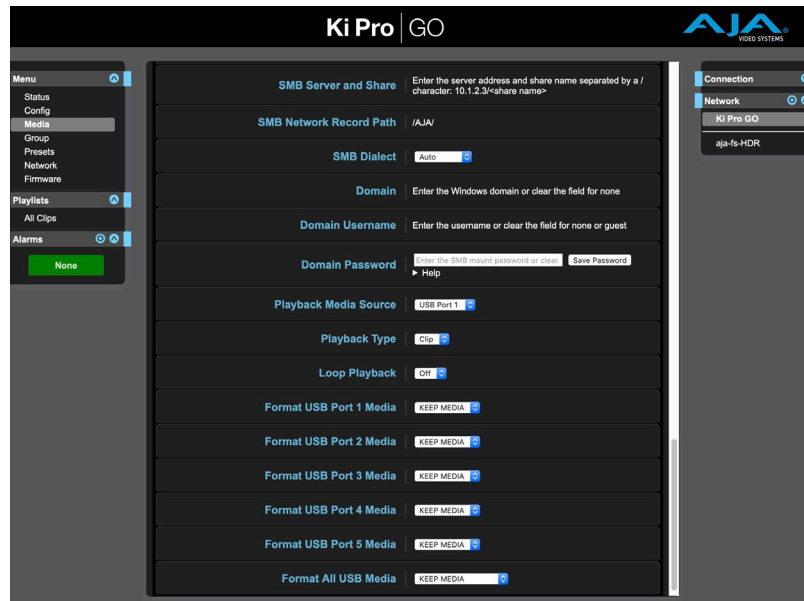 Ki Pro GO
AJA
VIDEO SYSTEMS
Menu
Status
Config
Media
Group
Presets
Network
Firmware
Playlists
All Clips
Alarms
None
SMB Server and Share
Enter the server address and share name separated by a /
character: 10.1.2.3/<share name>
SMB Network Record Path
/AJA/
SMB Dialect
Auto
Domain
Enter the Windows domain or clear the field for none
Domain Username
Enter the username or clear the field for none or guest
Domain Password
Enter the SMB mount password or clear
Save Password
Help
Playback Media Source
USB Port 1
Playback Type
Clip
Loop Playback
Off
Format USB Port 1 Media
KEEP MEDIA
Format USB Port 2 Media
KEEP MEDIA
Format USB Port 3 Media
KEEP MEDIA
Format USB Port 4 Media
KEEP MEDIA
Format USB Port 5 Media
KEEP MEDIA
Format All USB Media
KEEP MEDIA
Connection
Network
Ki Pro GO
aja-fs-HDR